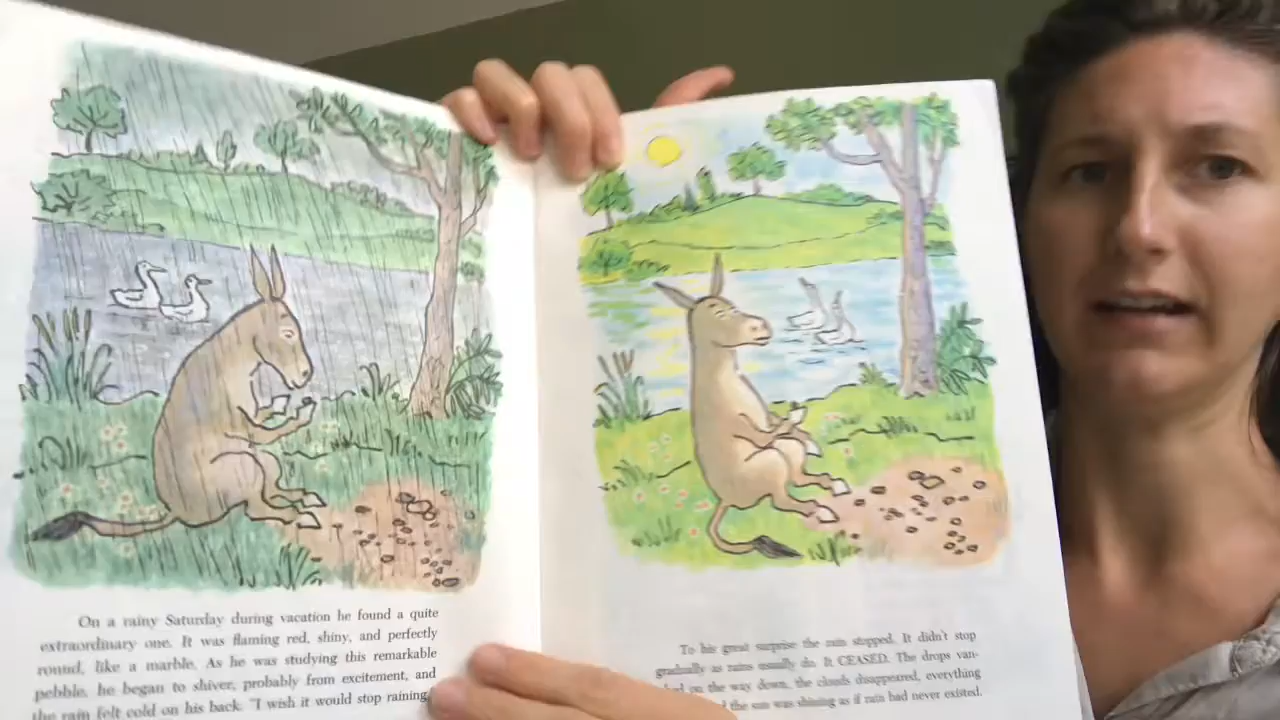 On a rainy Saturday during vacation he found a quite
extraordinary one. It was flaming red, shiny, and perfectly
round, like a marble. As he was studying this remarkable
pebble, he began to shiver, probably from excitement, and
the rain felt cold on his back. "I wish it would stop raining,
To his great surprise the rain stopped. It didn't stop
gradually as rains usually do. It CEASED. The drops van-
on the way down, the clouds disappeared, everything
the sun was shining as if rain had never existed.